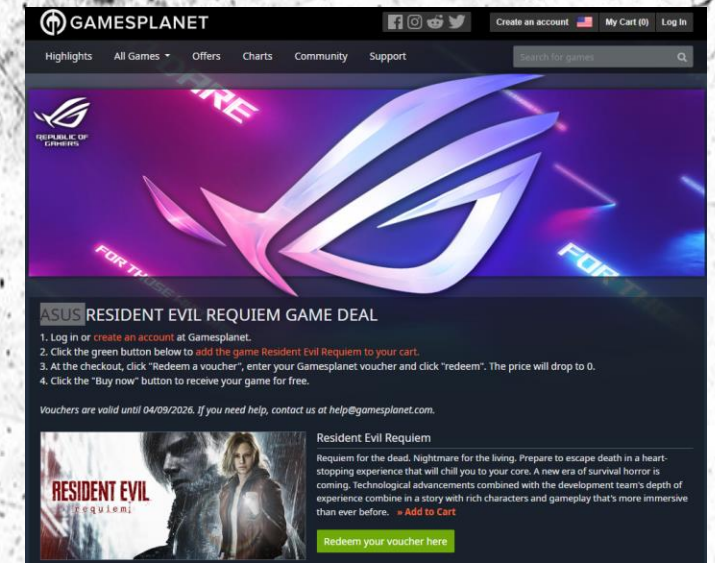 GAMESPLANET
Create an account
My Cart (0)
Log In
Highlights
All Games
Offers
Charts
Community
Support
Search for games
REPUBLIC OF
GAMERS
DARE
FOR THOSE
FOR THO
ASUS RESIDENT EVIL REQUIEM GAME DEAL
1. Log in or create an account at Gamesplanet.
2. Click the green button below to add the game Resident Evil Requiem to your cart.
3. At the checkout, click "Redeem a voucher", enter your Gamesplanet voucher and click "redeem". The price will drop to 0.
4. Click the "Buy now" button to receive your game for free.
Vouchers are valid until 04/09/2026. If you need help, contact us at help@gamesplanet.com.
RESIDENT EVIL
requiem
Resident Evil Requiem
Requiem for the dead. Nightmare for the living. Prepare to escape death in a heart-
stopping experience that will chill you to your core. A new era of survival horror is
coming. Technological advancements combined with the development team's depth of
experience combine in a story with rich characters and gameplay that's more immersive
than ever before. » Add to Cart
Redeem your voucher here